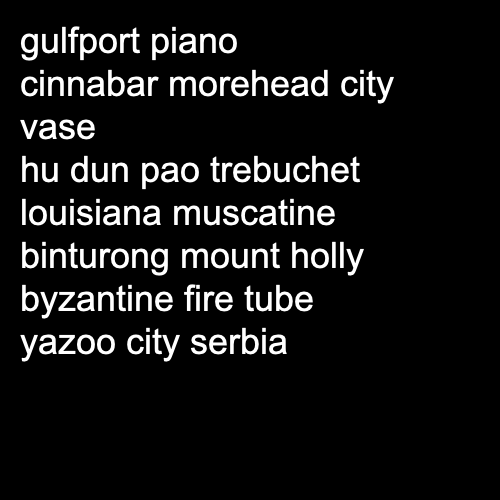 gulfport piano
cinnabar morehead city
vase
hu dun pao trebuchet
louisiana muscatine
binturong mount holly
byzantine fire tube
yazoo city serbia